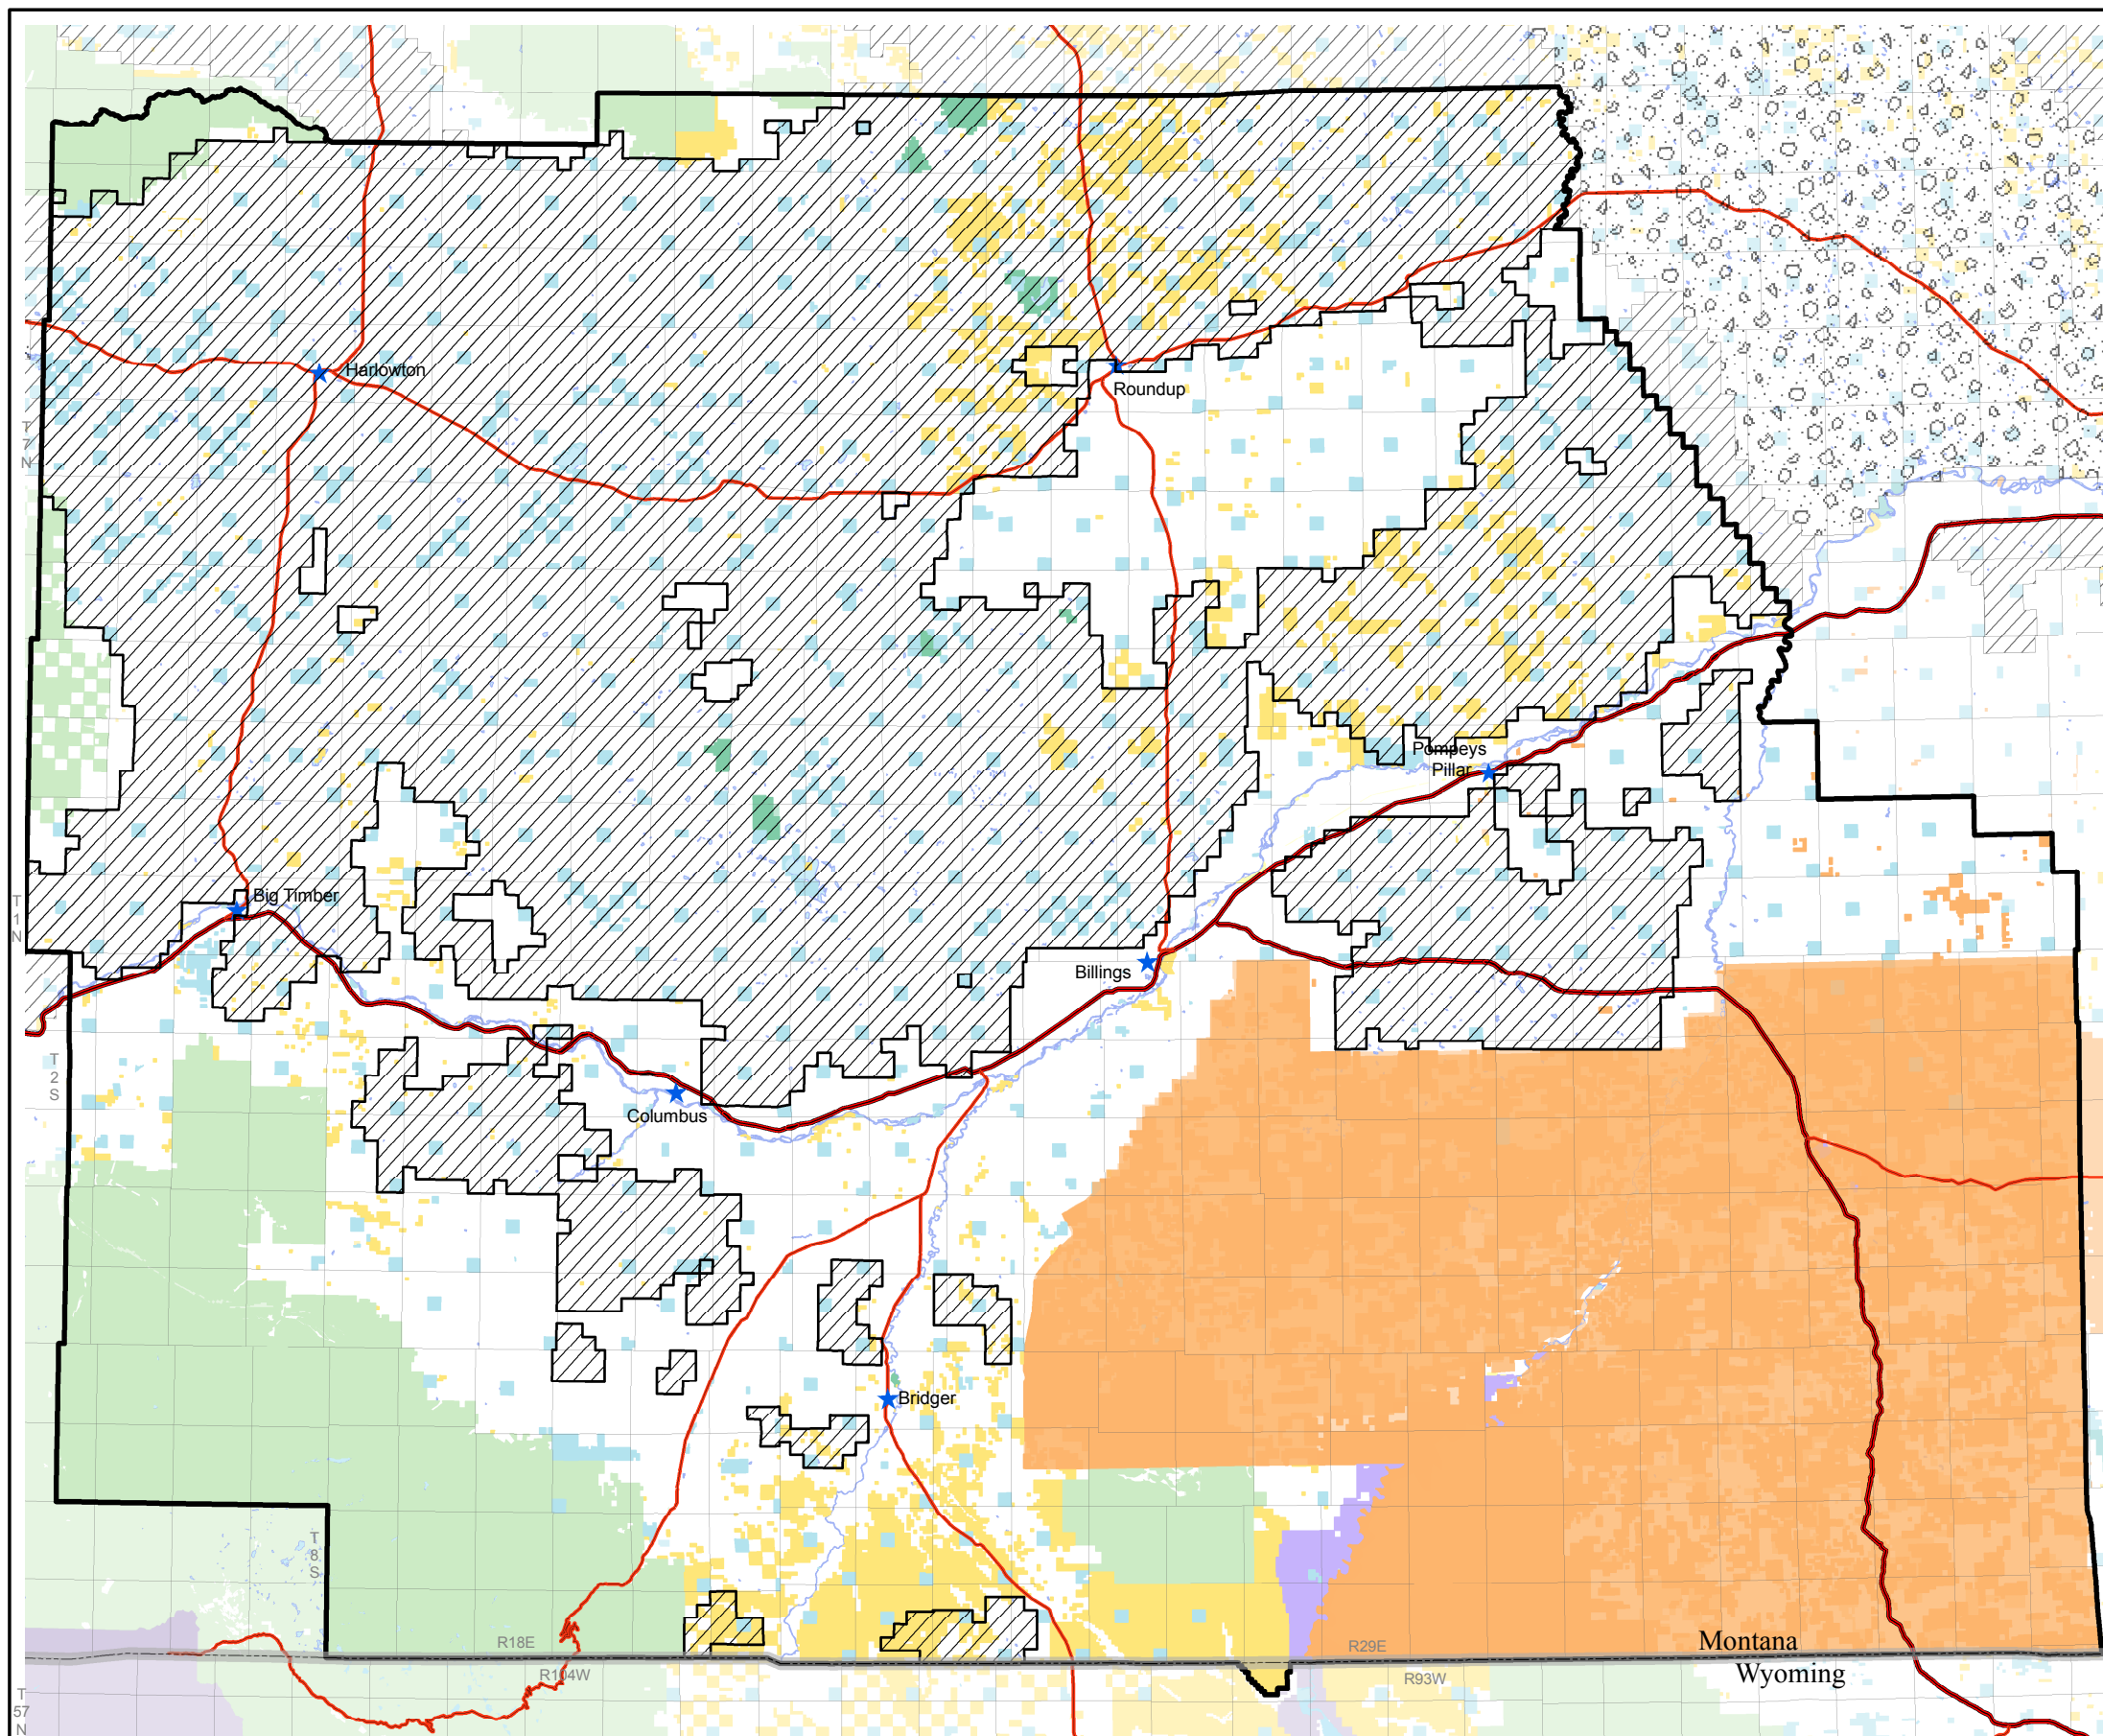 Harlowton
Roundup
T
7
N
Pompeys
Pillar
Big Timber
T
1
N
Billings
T
2
S
Columbus
Bridger
T
8
S
R18E
R29E
Montana
R104W
R93W
Wyoming
T
57
N